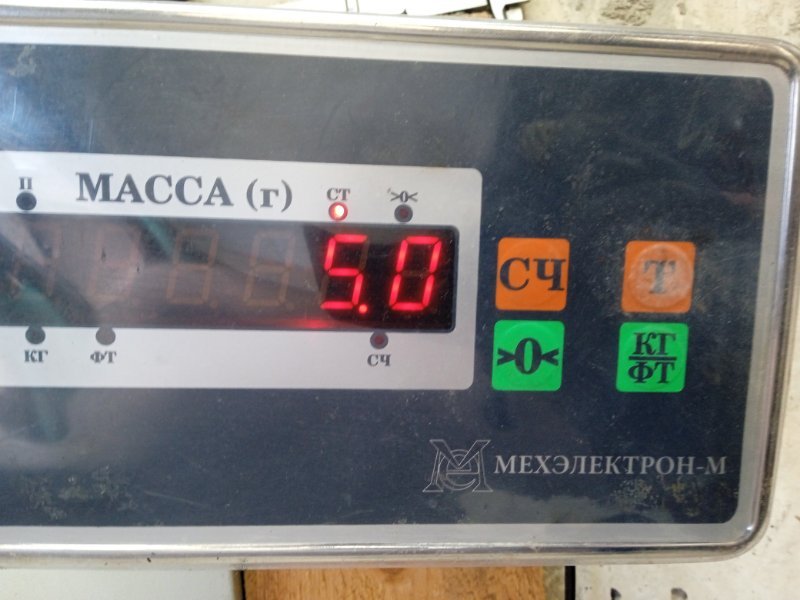 П
МАССА (г)
СТ
>0<
5.0
СЧ
Т
КГ
ФТ
СЧ
>0<
КГ
ФТ
МЕХЭЛЕКТРОН-М